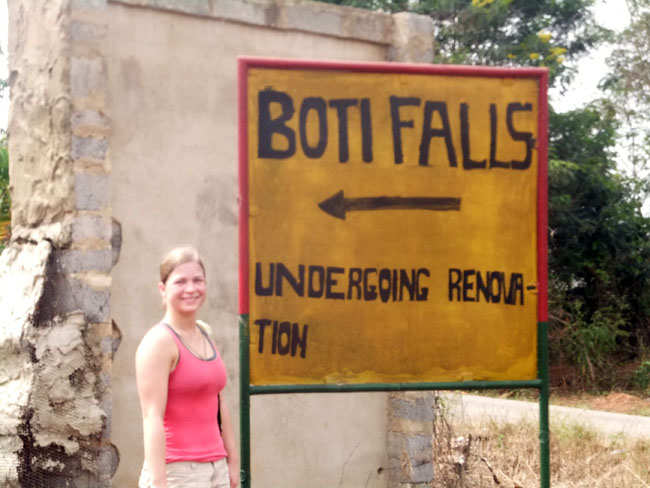 BOTI FALLS
UNDERGOING RENOVA-
TION